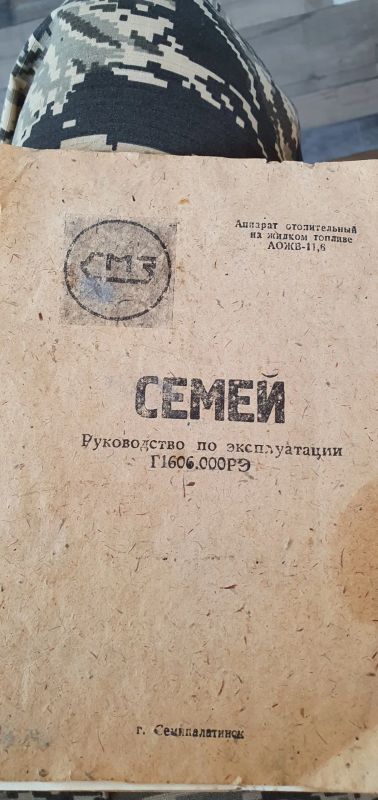 Аппарат отопительный
на жидком топливе
АОЖВ-11,6
СМЗ
СЕМЕЙ
Руководство по эксплуатации
Г1606.000РЭ
г. Семипалатинск